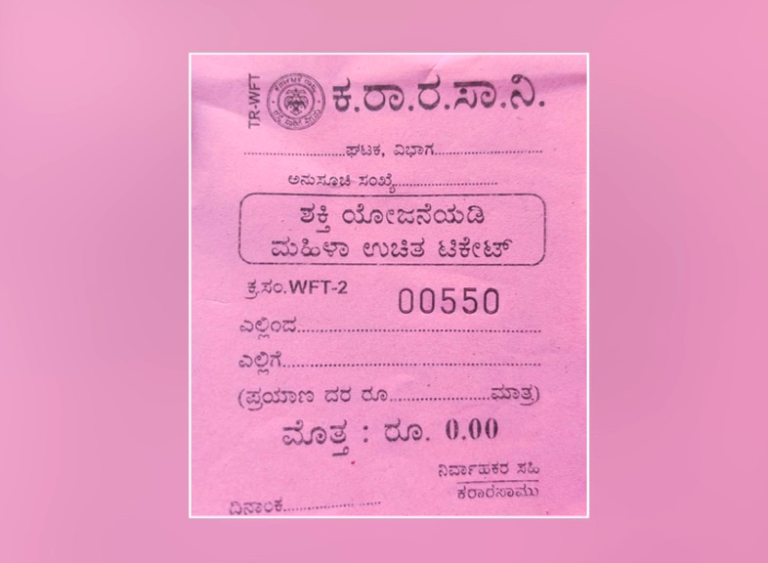 TR-WFT
ಕ.ರಾ.ರ.ಸಾ.ನಿ.
......................ಘಟಕ, ವಿಭಾಗ........................
ಅನುಸೂಚಿ ಸಂಖ್ಯೆ........................
ಶಕ್ತಿ ಯೋಜನೆಯಡಿ
ಮಹಿಳಾ ಉಚಿತ ಟಿಕೇಟ್
ಕ್ರ.ಸಂ.WFT-2 00550
ಎಲ್ಲಿಂದ............................................................
ಎಲ್ಲಿಗೆ................................................................
(ಪ್ರಯಾಣ ದರ ರೂ........................ಮಾತ್ರ)
ಮೊತ್ತ : ರೂ. 0.00
ನಿರ್ವಾಹಕರ ಸಹಿ
ಕರಾರಸಾಮು
ದಿನಾಂಕ........................